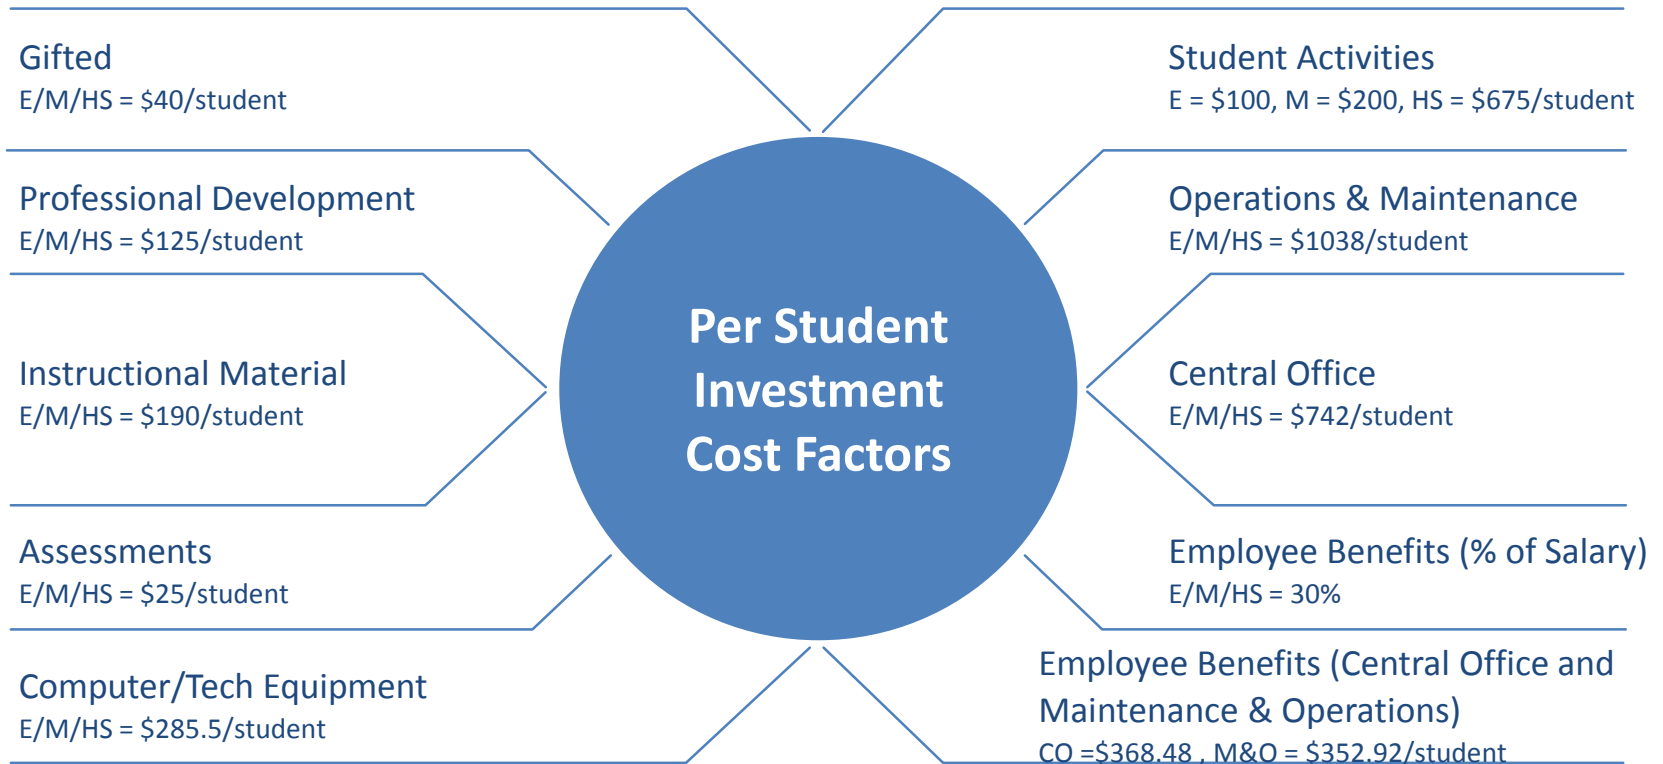 Gifted
E/M/HS = $40/student
Professional Development
E/M/HS = $125/student
Instructional Material
E/M/HS = $190/student
Assessments
E/M/HS = $25/student
Computer/Tech Equipment
E/M/HS = $285.5/student
Per Student
Investment
Cost Factors
Student Activities
E = $100, M = $200, HS = $675/student
Operations & Maintenance
E/M/HS = $1038/student
Central Office
E/M/HS = $742/student
Employee Benefits (% of Salary)
E/M/HS = 30%
Employee Benefits (Central Office and
Maintenance & Operations)
CO =$368.48 , M&O = $352.92/student